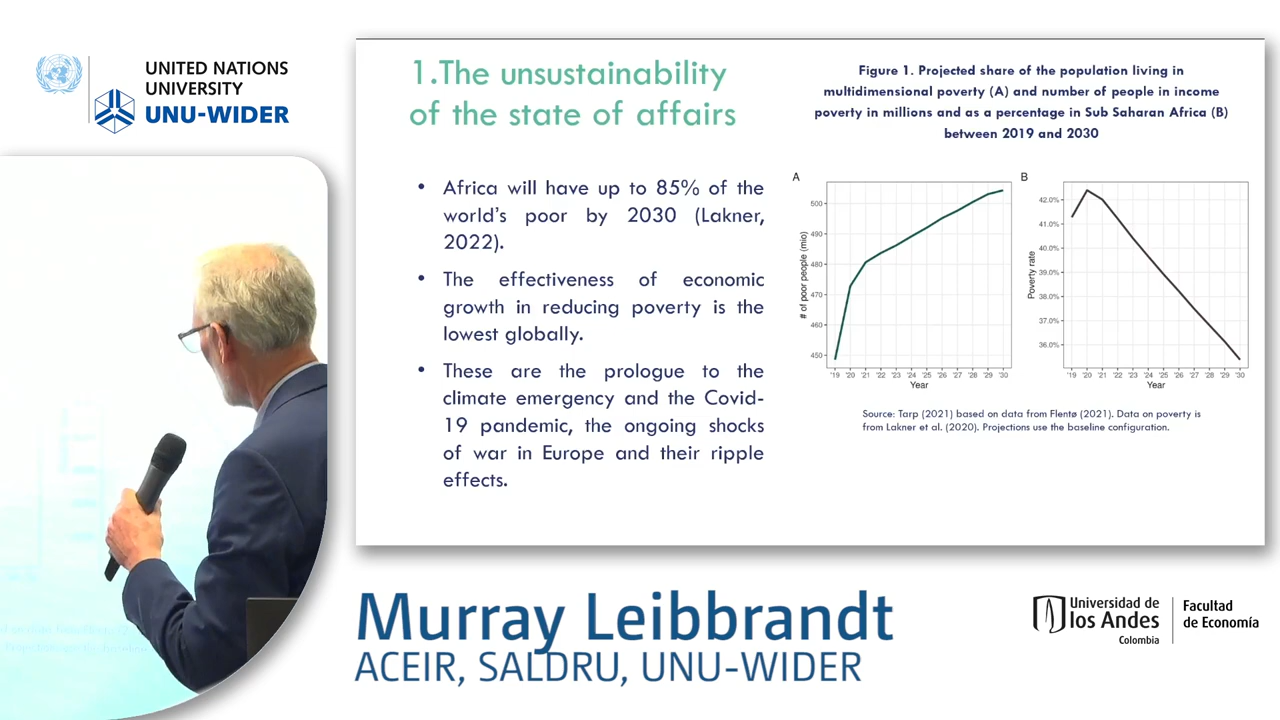 UNITED NATIONS
UNIVERSITY
UNU-WIDER
1.The unsustainability
of the state of affairs
• Africa will have up to 85% of the
world's poor by 2030 (Lakner,
2022).
• The effectiveness of economic
growth in reducing poverty is the
lowest globally.
• These are the prologue to the
climate emergency and the Covid-
19 pandemic, the ongoing shocks
of war in Europe and their ripple
effects.
Figure 1. Projected share of the population living in
multidimensional poverty (A) and number of people in income
poverty in millions and as a percentage in Sub Saharan Africa (B)
between 2019 and 2030
A
# of poor people (mio)
500
490
480
470
460
450
'19 '20 '21 '22 '23 '24 '25 '26 '27 '28 '29 '30
Year
B
Poverty rate
42.0%
41.0%
40.0%
39.0%
38.0%
37.0%
36.0%
'19 '20 '21 '22 '23 '24 '25 '26 '27 '28 '29 '30
Year
Source: Tarp (2021) based on data from Flentø (2021). Data on poverty is
from Lakner et al. (2020). Projections use the baseline configuration.
Murray Leibbrandt
ACEIR, SALDRU, UNU-WIDER
Universidad de
los Andes
Colombia
Facultad
de Economía